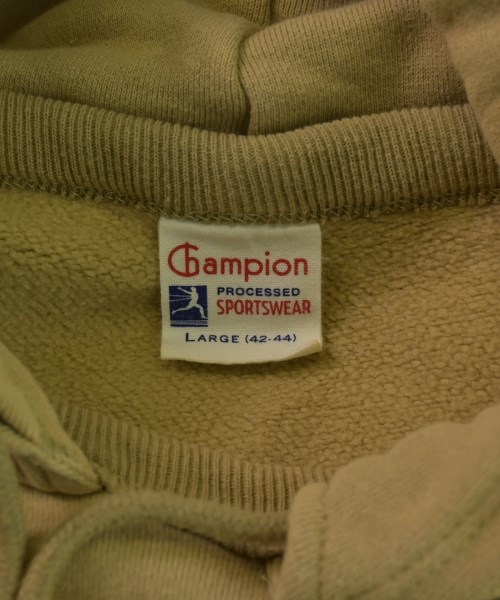 Champion
PROCESSED
SPORTSWEAR
LARGE (42-44)